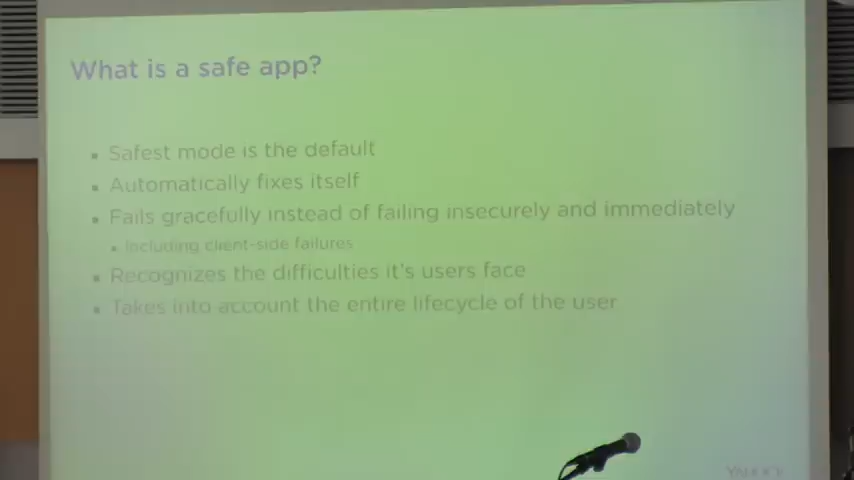 What is a safe app?
Safest mode is the default
Automatically fixes itself
Fails gracefully instead of failing insecurely and immediately
Including client-side failures
Recognizes the difficulties it's users face
Takes into account the entire lifecycle of the user